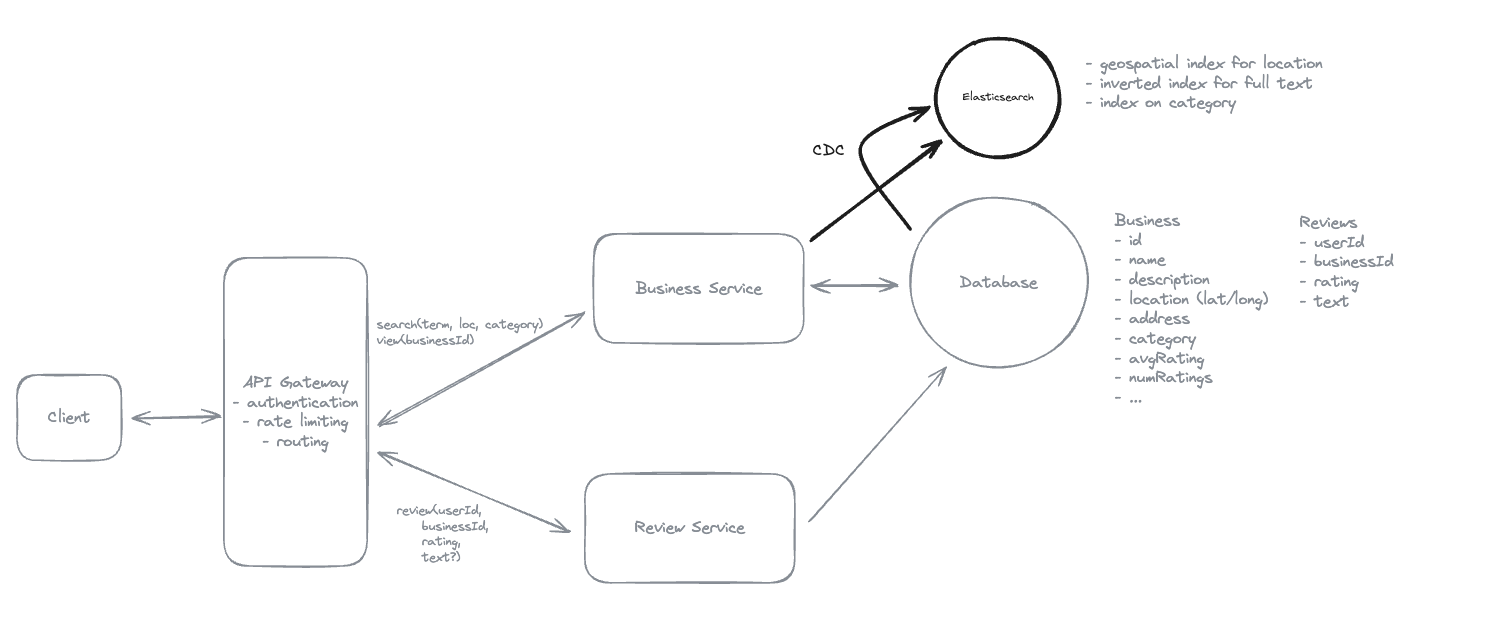 Elasticsearch
- geospatial index for location
- inverted index for full text
- index on category
CDC
Business
- id
- name
- description
- location (lat/long)
- address
- category
- avgRating
- numRatings
- ...
Reviews
- userId
- businessId
- rating
- text
Business Service
Database
search(term, loc, category)
view(businessId)
API Gateway
- authentication
- rate limiting
- routing
Client
review(userId,
businessId,
rating,
text?)
Review Service